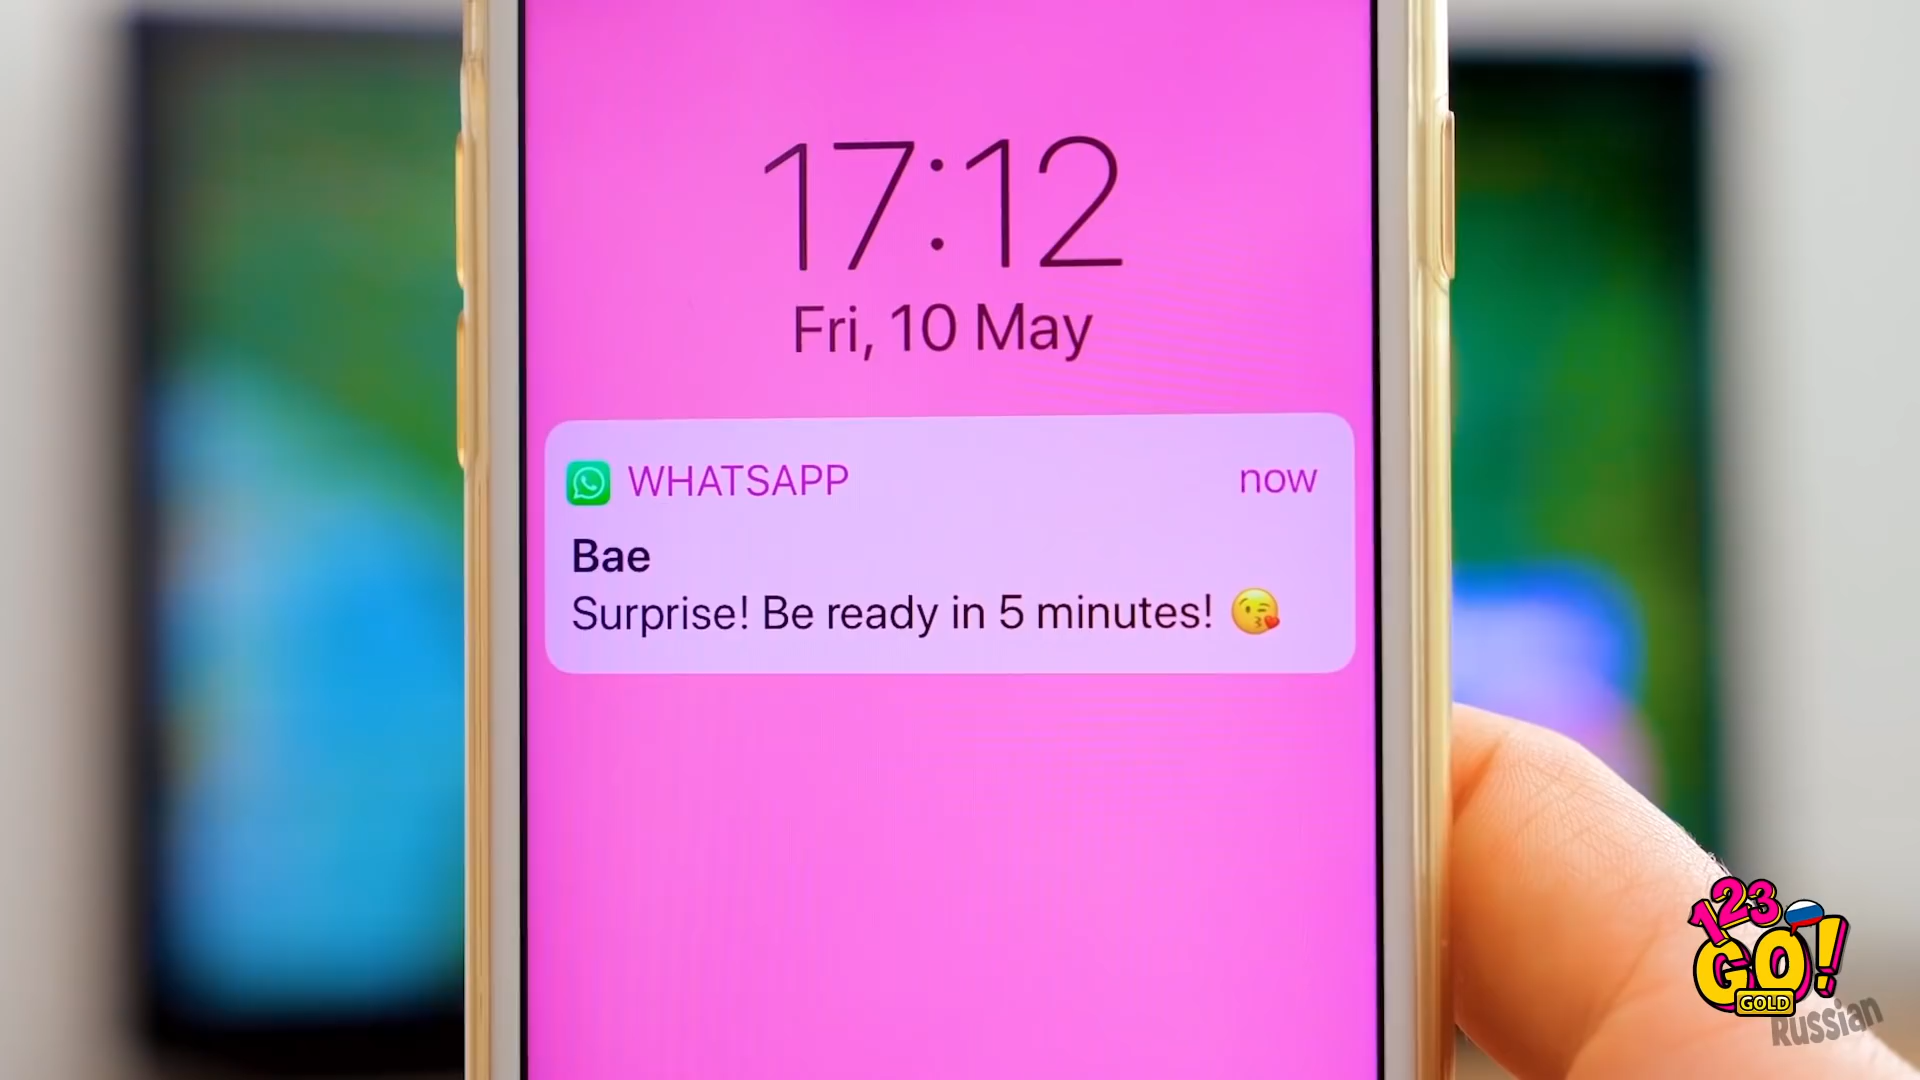 17:12
Fri, 10 May
WHATSAPP now
Bae
Surprise! Be ready in 5 minutes! 😘
123
GO!
GOLD
Russian